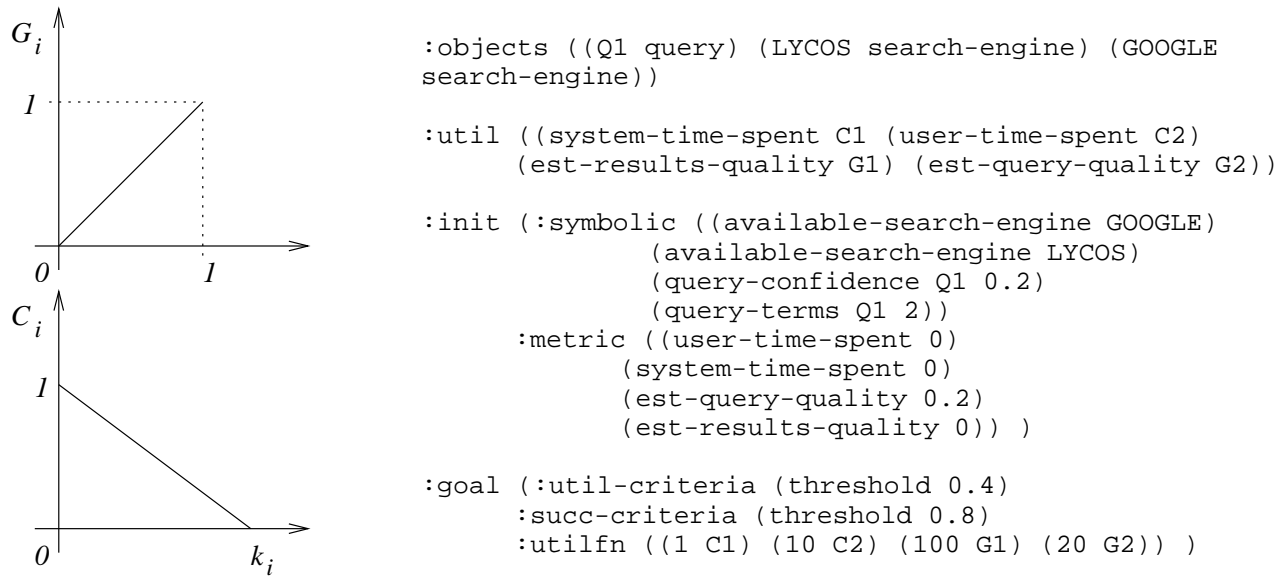 G i
1
0
1
C i
1
0
k i
:objects ((Q1 query) (LYCOS search-engine) (GOOGLE
search-engine))
:util ((system-time-spent C1 (user-time-spent C2)
(est-results-quality G1) (est-query-quality G2))
:init (:symbolic ((available-search-engine GOOGLE)
(available-search-engine LYCOS)
(query-confidence Q1 0.2)
(query-terms Q1 2))
:metric ((user-time-spent 0)
(system-time-spent 0)
(est-query-quality 0.2)
(est-results-quality 0)) )
:goal (:util-criteria (threshold 0.4)
:succ-criteria (threshold 0.8)
:utilfn ((1 C1) (10 C2) (100 G1) (20 G2)) )